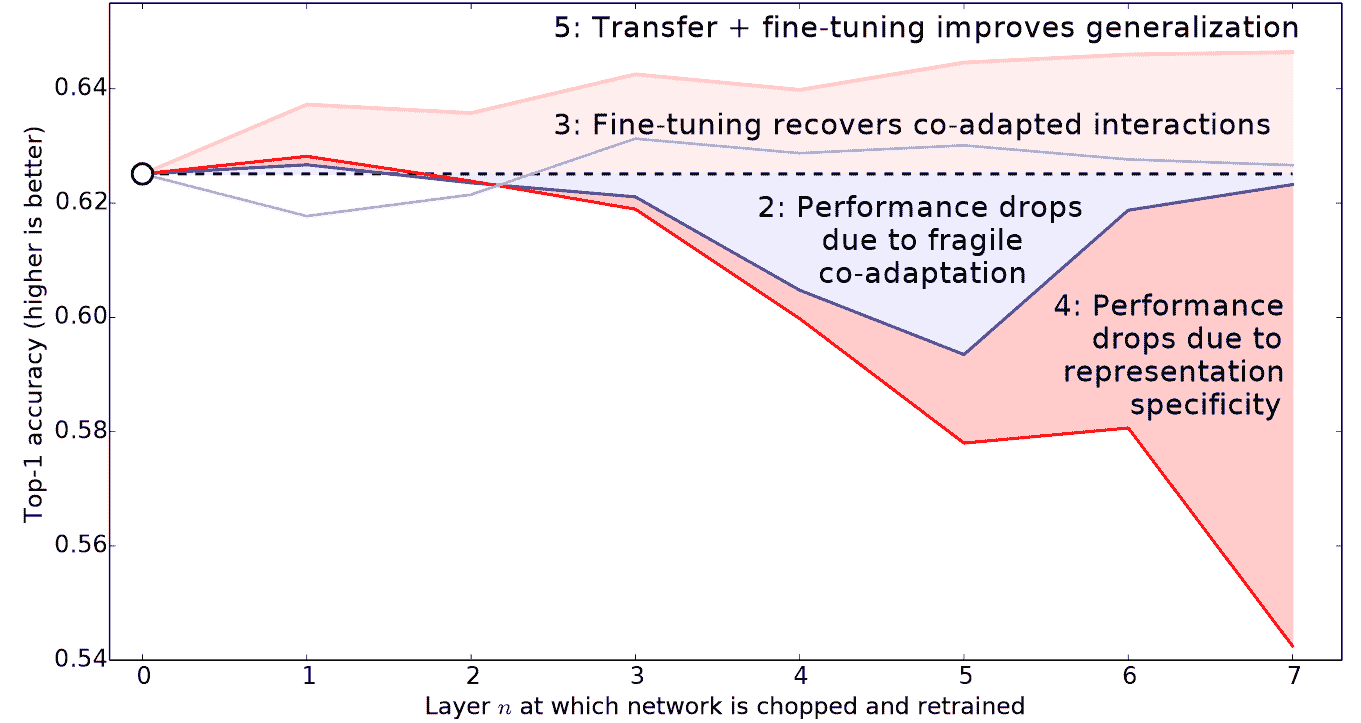 5: Transfer + fine-tuning improves generalization
0.64
3: Fine-tuning recovers co-adapted interactions
0.62
2: Performance drops
due to fragile
co-adaptation
0.60
4: Performance
drops due to
representation
specificity
0.58
0.56
0.54
Top-1 accuracy (higher is better)
0 1 2 3 4 5 6 7
Layer n at which network is chopped and retrained